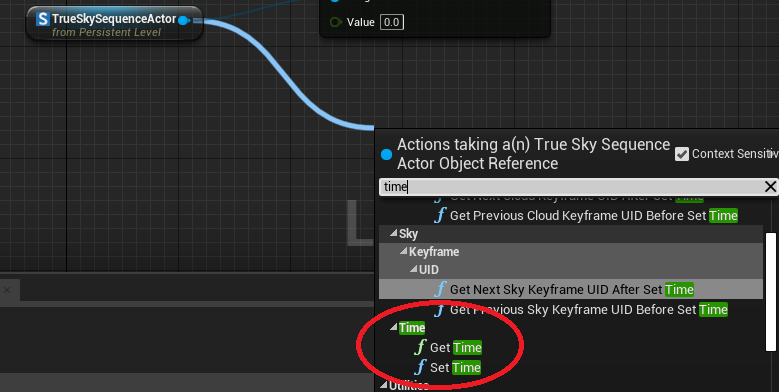 TrueSkySequenceActor
from Persistent Level
Value 0.0
Actions taking a(n) True Sky Sequence
Actor Object Reference
Context Sensitiv
time
Get Next Cloud Keyframe UID After Set Time
Get Previous Cloud Keyframe UID Before Set Time
Sky
Keyframe
UID
Get Next Sky Keyframe UID After Set Time
Get Previous Sky Keyframe UID Before Set Time
Time
Get Time
Set Time
Utilities